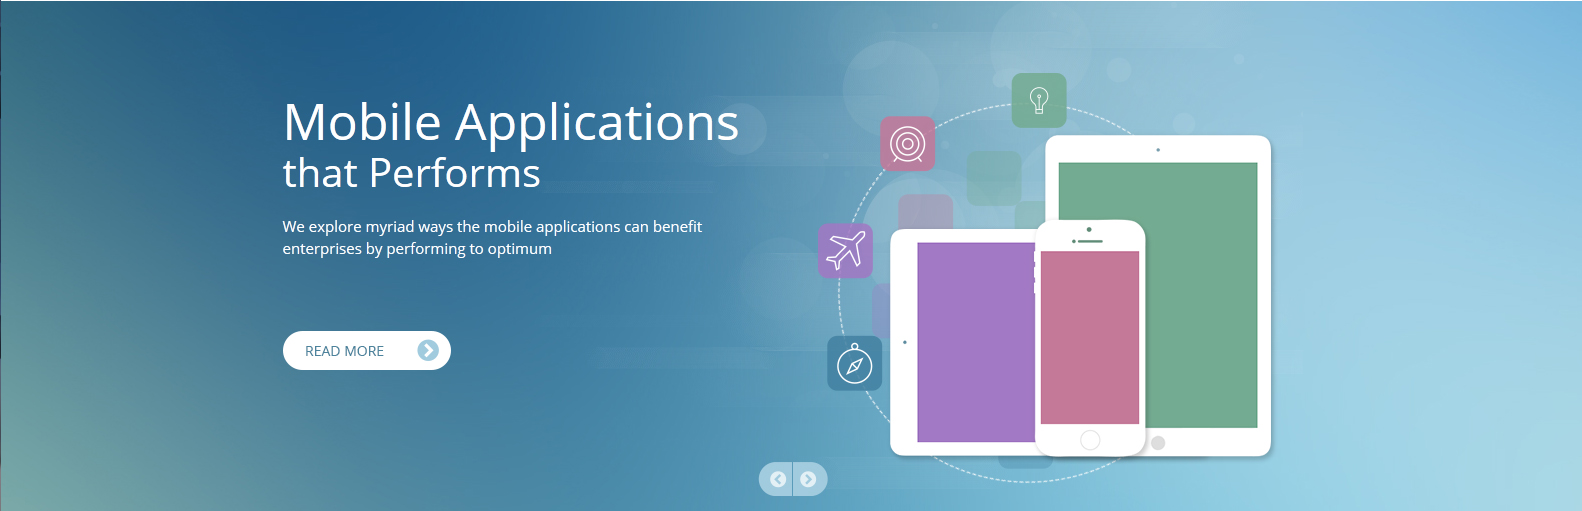 Mobile Applications
that Performs
We explore myriad ways the mobile applications can benefit
enterprises by performing to optimum
READ MORE